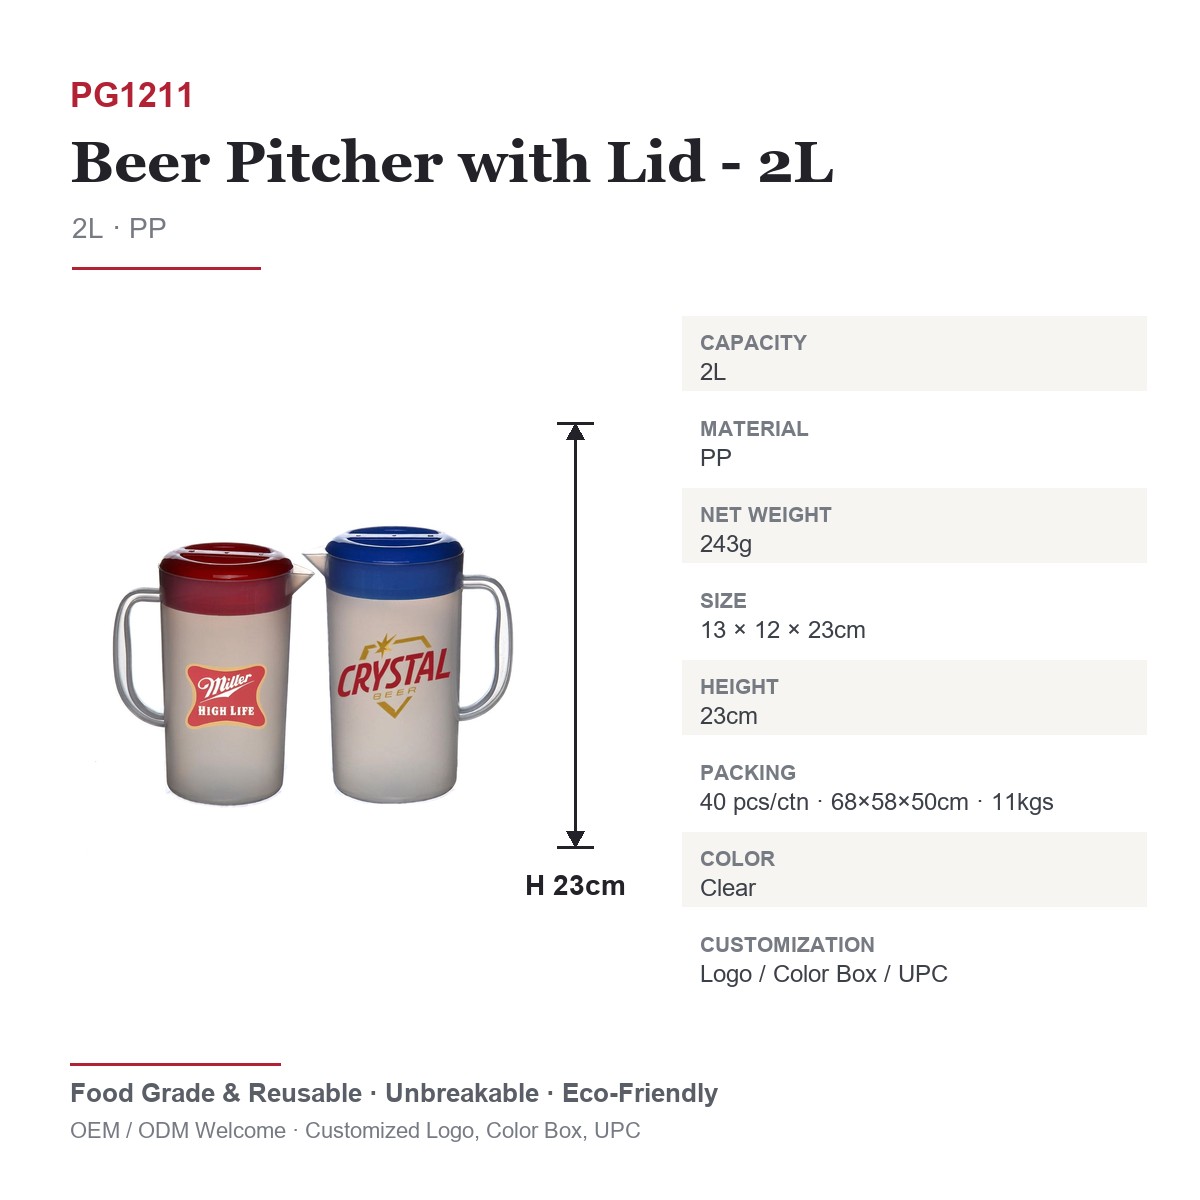 PG1211
Beer Pitcher with Lid - 2L
2L · PP
CAPACITY
2L
MATERIAL
PP
NET WEIGHT
243g
SIZE
13 × 12 × 23cm
HEIGHT
23cm
PACKING
40 pcs/ctn · 68×58×50cm · 11kgs
COLOR
Clear
CUSTOMIZATION
Logo / Color Box / UPC
Miller
HIGH LIFE
CRYSTAL
BEER
H 23cm
Food Grade & Reusable · Unbreakable · Eco-Friendly
OEM / ODM Welcome · Customized Logo, Color Box, UPC